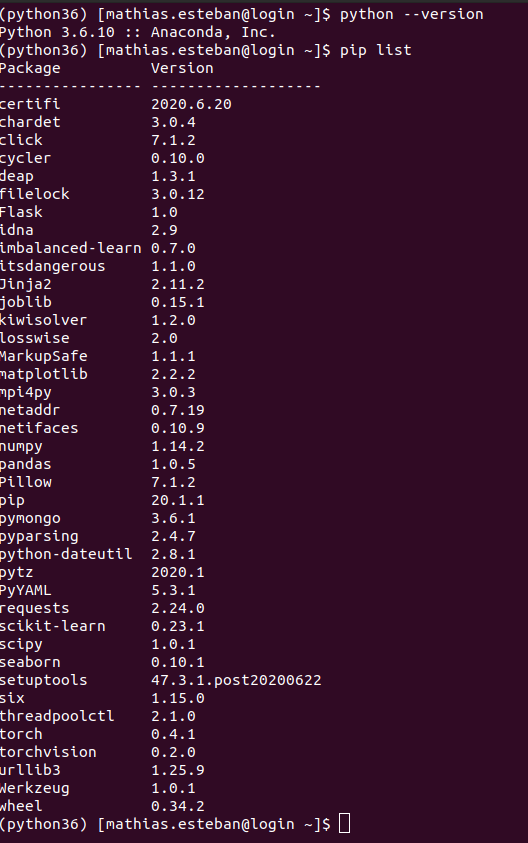 (python36) [mathias.esteban@login ~]$ python --version
Python 3.6.10 :: Anaconda, Inc.
(python36) [mathias.esteban@login ~]$ pip list
Package          Version
---------------- -------------------
certifi          2020.6.20
chardet          3.0.4
click            7.1.2
cycler           0.10.0
deap             1.3.1
filelock         3.0.12
Flask            1.0
idna             2.9
imbalanced-learn 0.7.0
itsdangerous     1.1.0
Jinja2           2.11.2
joblib           0.15.1
kiwisolver       1.2.0
losswise         2.0
MarkupSafe       1.1.1
matplotlib       2.2.2
mpi4py           3.0.3
netaddr          0.7.19
netifaces        0.10.9
numpy            1.14.2
pandas           1.0.5
Pillow           7.1.2
pip              20.1.1
pymongo          3.6.1
pyparsing        2.4.7
python-dateutil  2.8.1
pytz             2020.1
PyYAML           5.3.1
requests         2.24.0
scikit-learn     0.23.1
scipy            1.0.1
seaborn          0.10.1
setuptools       47.3.1.post20200622
six              1.15.0
threadpoolctl    2.1.0
torch            0.4.1
torchvision      0.2.0
urllib3          1.25.9
Werkzeug         1.0.1
wheel            0.34.2
(python36) [mathias.esteban@login ~]$